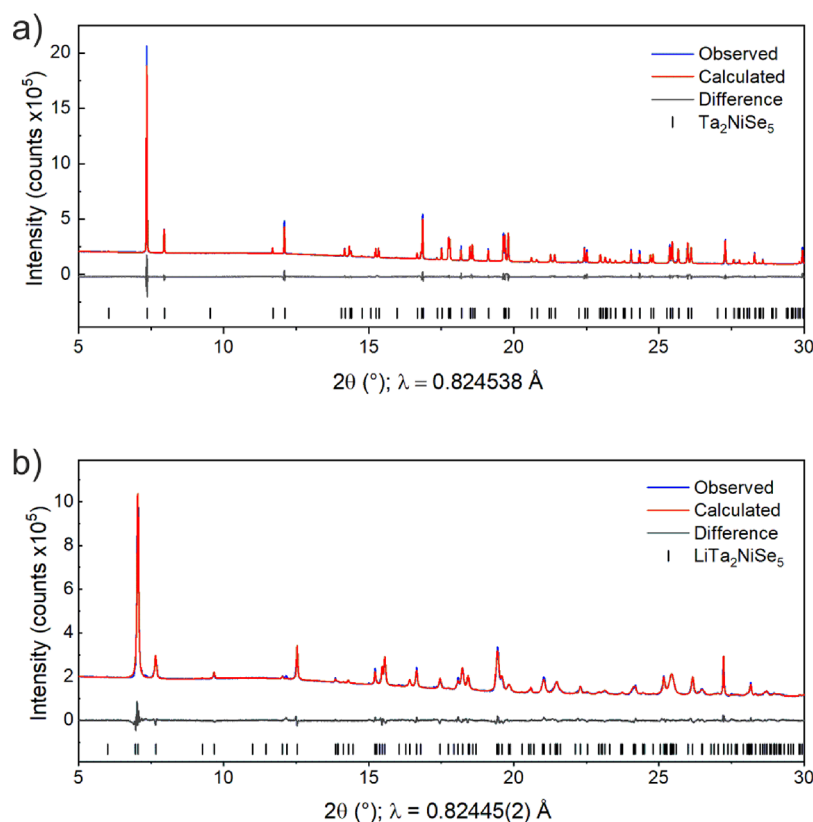 a)
Intensity (counts x10⁵)
20
15
10
5
0
Observed
Calculated
Difference
Ta₂NiSe₅
5 10 15 20 25 30
2θ (°); λ = 0.824538 Å
b)
Intensity (counts x10⁵)
10
8
6
4
2
0
Observed
Calculated
Difference
LiTa₂NiSe₅
5 10 15 20 25 30
2θ (°); λ = 0.82445(2) Å